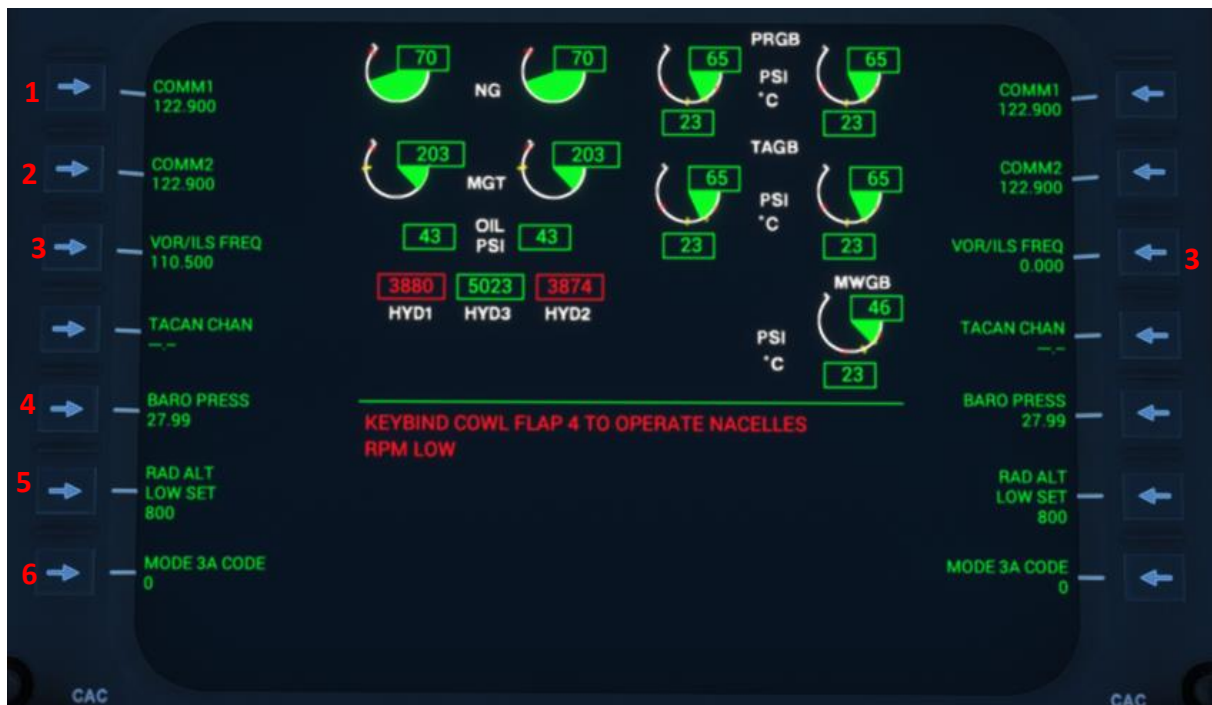 1
COMM1
122.900
2
COMM2
122.900
3
VOR/ILS FREQ
110.500
TACAN CHAN
--.-
4
BARO PRESS
27.99
5
RAD ALT
LOW SET
800
6
MODE 3A CODE
0
CAC
70
NG
70
203
MGT
203
43
OIL
PSI
43
3880
5023
3874
HYD1
HYD3
HYD2
PRGB
65
PSI
65
°C
23
23
TAGB
65
PSI
65
°C
23
23
MWGB
46
PSI
°C
23
KEYBIND COWL FLAP 4 TO OPERATE NACELLES
RPM LOW
COMM1
122.900
COMM2
122.900
VOR/ILS FREQ
0.000
3
TACAN CHAN
--.-
BARO PRESS
27.99
RAD ALT
LOW SET
800
MODE 3A CODE
0
CAC